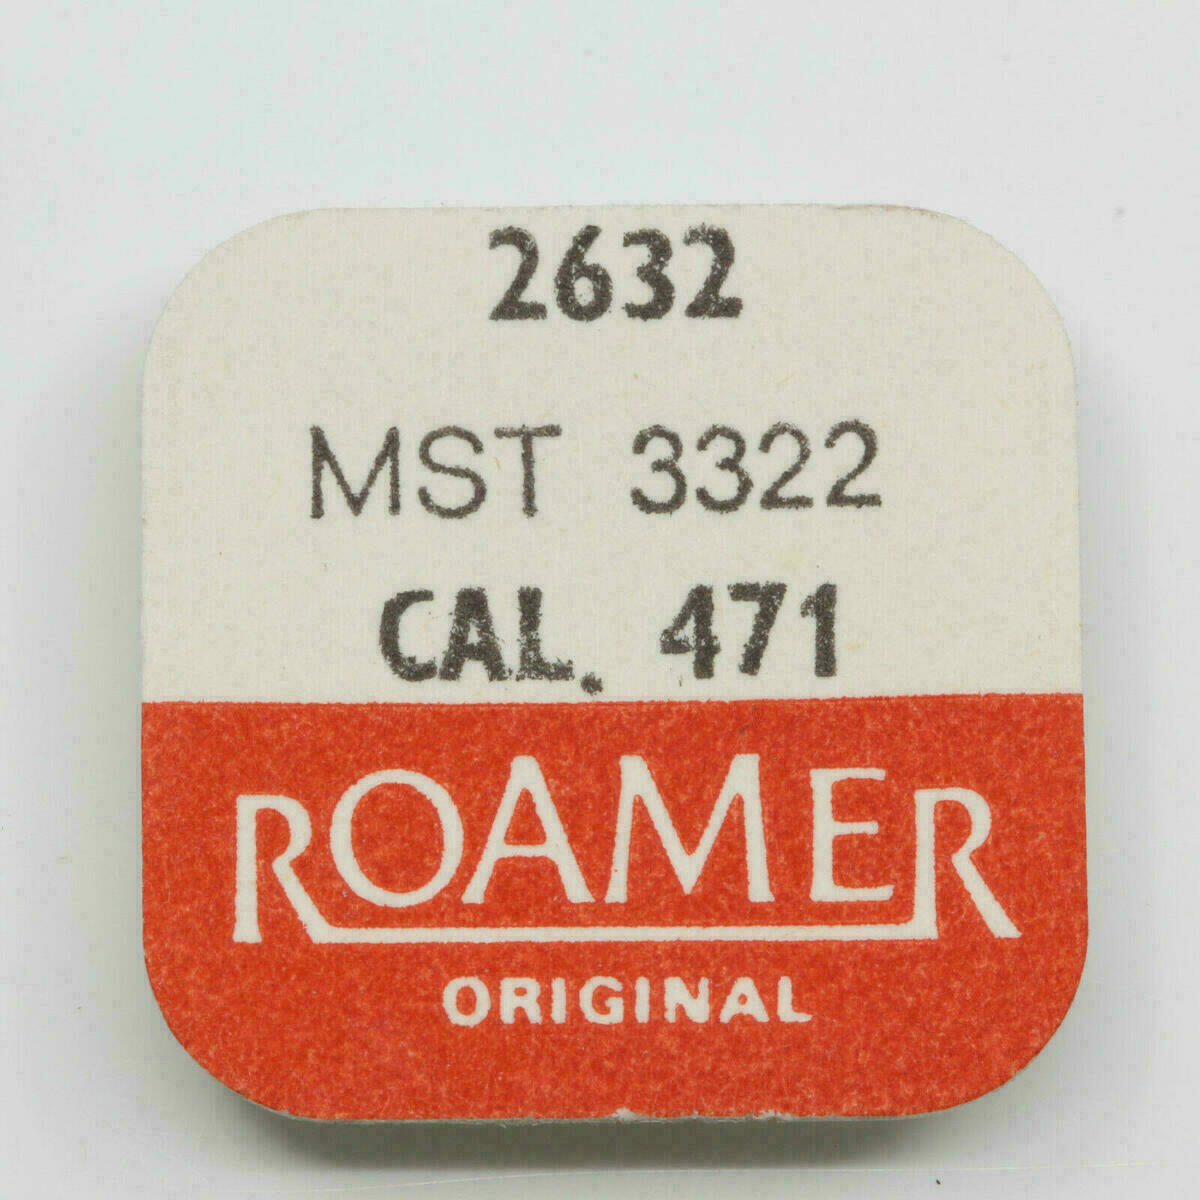 2632
MST 3322
CAL. 471
ROAMER
ORIGINAL